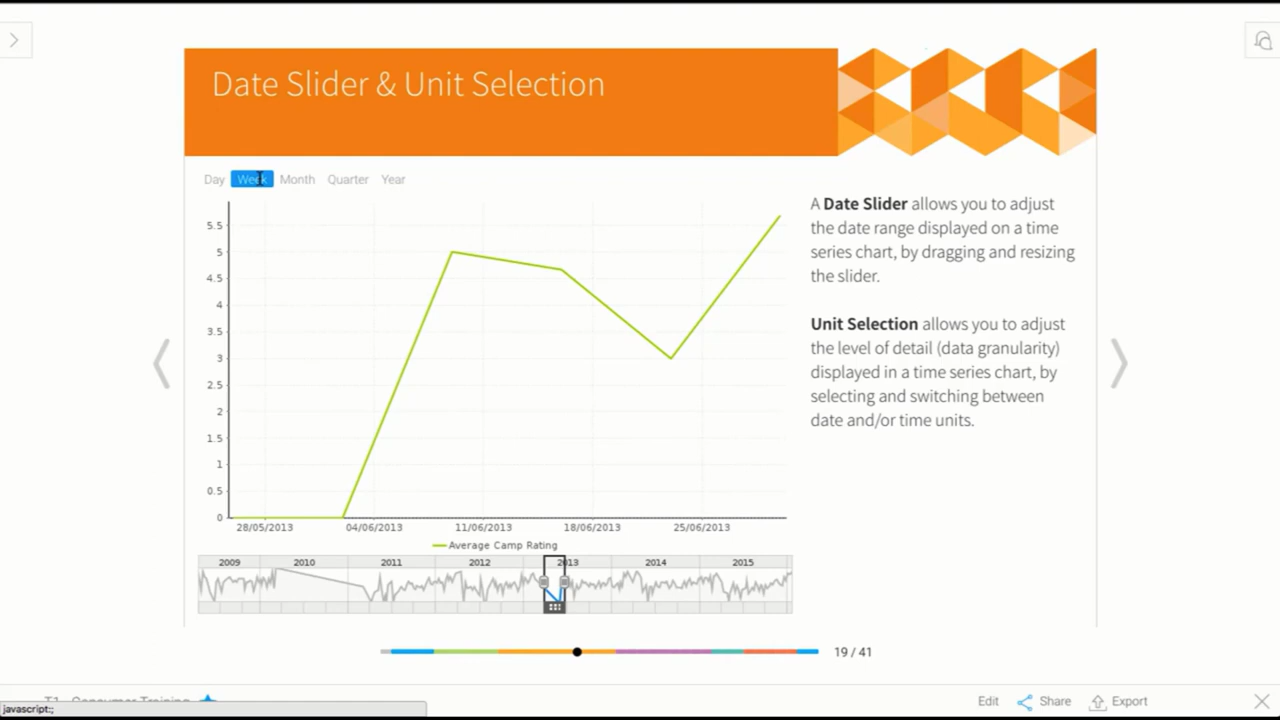 Date Slider & Unit Selection
Day Week Month Quarter Year
A Date Slider allows you to adjust
the date range displayed on a time
series chart, by dragging and resizing
the slider.
Unit Selection allows you to adjust
the level of detail (data granularity)
displayed in a time series chart, by
selecting and switching between
date and/or time units.
5.5
5
4.5
4
3.5
3
2.5
2
1.5
1
0.5
0
28/05/2013 04/06/2013 11/06/2013 18/06/2013 25/06/2013
Average Camp Rating
2009 2010 2011 2012 2013 2014 2015
19 / 41
T1 - Consumer Training
Edit Share Export
javascript:;